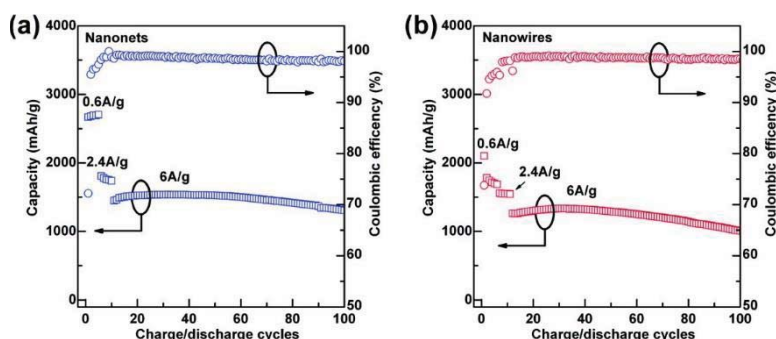 (a)
Nanonets
4000
3000
2000
1000
0
Capacity (mAh/g)
0.6A/g
2.4A/g
6A/g
100
90
80
70
60
50
Coulombic efficency (%)
0 20 40 60 80 100
Charge/discharge cycles
(b)
Nanowires
4000
3000
2000
1000
0
Capacity (mAh/g)
0.6A/g
2.4A/g
6A/g
100
90
80
70
60
50
Coulombic efficency (%)
0 20 40 60 80 100
Charge/discharge cycles